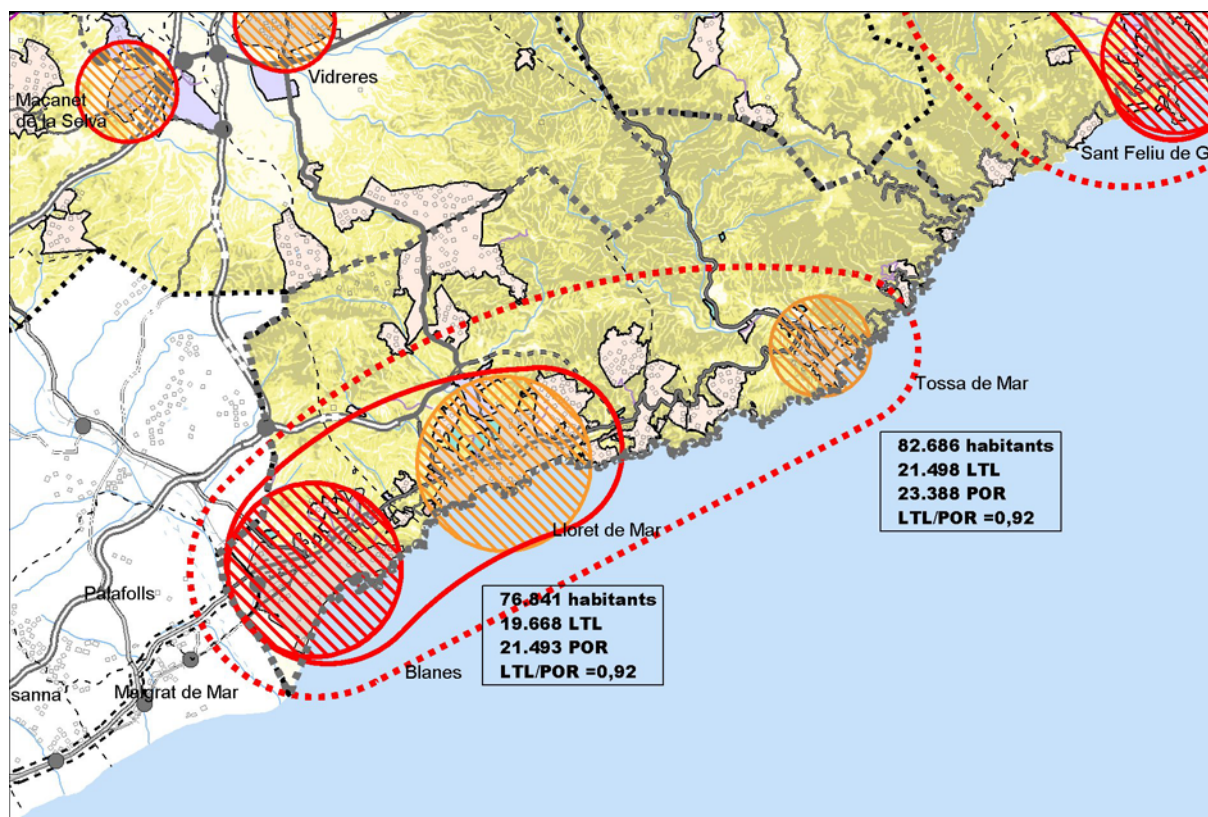 Vidreres
Maçanet
de la Selva
Sant Feliu de G
Tossa de Mar
82.686 habitants
21.498 LTL
23.388 POR
LTL/POR =0,92
Lloret de Mar
76.841 habitants
19.668 LTL
21.493 POR
LTL/POR =0,92
Palafolls
Blanes
sanna
Malgrat de Mar